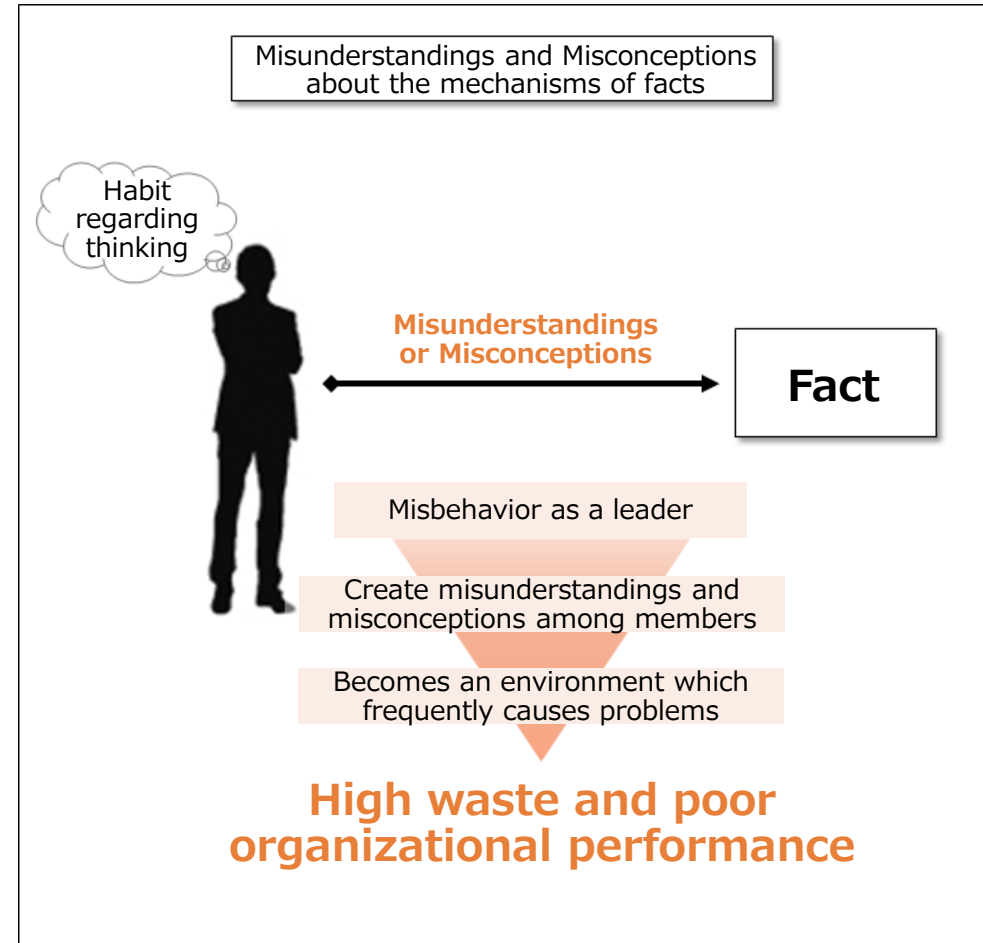 Misunderstandings and Misconceptions
about the mechanisms of facts
Habit
regarding
thinking
Misunderstandings
or Misconceptions
Fact
Misbehavior as a leader
Create misunderstandings and
misconceptions among members
Becomes an environment which
frequently causes problems
High waste and poor
organizational performance